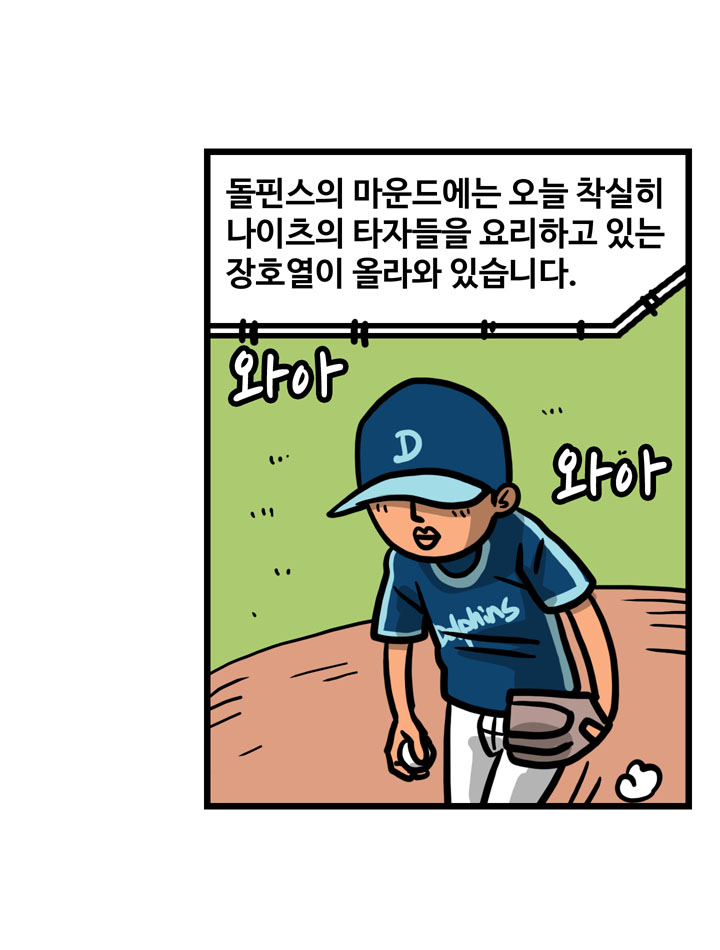 돌핀스의 마운드에는 오늘 착실히
나이츠의 타자들을 요리하고 있는
장호열이 올라와 있습니다.
와아
D
와아
Dolphins